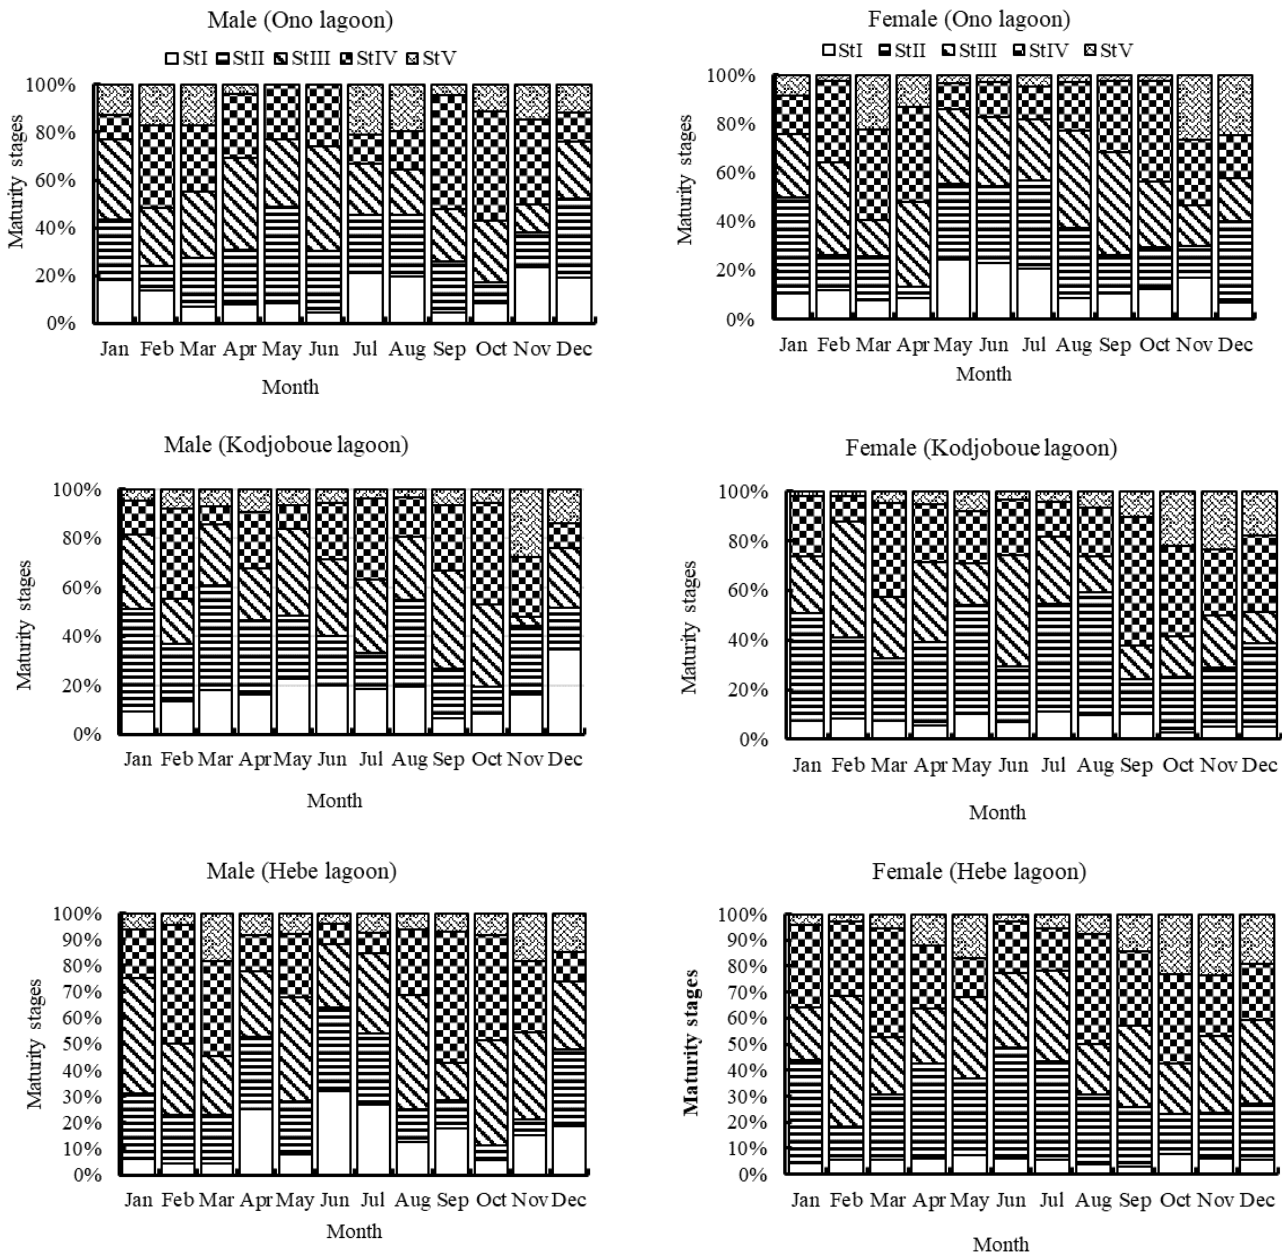 Male (Ono lagoon)
StI StII StIII StIV StV
Maturity stages
100%
80%
60%
40%
20%
0%
Jan Feb Mar Apr May Jun Jul Aug Sep Oct Nov Dec
Month
Female (Ono lagoon)
StI StII StIII StIV StV
Maturity stages
100%
80%
60%
40%
20%
0%
Jan Feb Mar Apr May Jun Jul Aug Sep Oct Nov Dec
Month
Male (Kodjoboue lagoon)
Maturity stages
100%
80%
60%
40%
20%
0%
Jan Feb Mar Apr May Jun Jul Aug Sep Oct Nov Dec
Month
Female (Kodjoboue lagoon)
Maturity stages
100%
80%
60%
40%
20%
0%
Jan Feb Mar Apr May Jun Jul Aug Sep Oct Nov Dec
Month
Male (Hebe lagoon)
Maturity stages
100%
90%
80%
70%
60%
50%
40%
30%
20%
10%
0%
Jan Feb Mar Apr May Jun Jul Aug Sep Oct Nov Dec
Month
Female (Hebe lagoon)
Maturity stages
100%
90%
80%
70%
60%
50%
40%
30%
20%
10%
0%
Jan Feb Mar Apr May Jun Jul Aug Sep Oct Nov Dec
Month